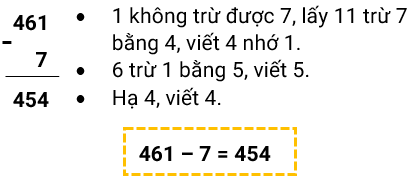 461
-
7
454
• 1 không trừ được 7, lấy 11 trừ 7
bằng 4, viết 4 nhớ 1.
• 6 trừ 1 bằng 5, viết 5.
• Hạ 4, viết 4.
461 – 7 = 454